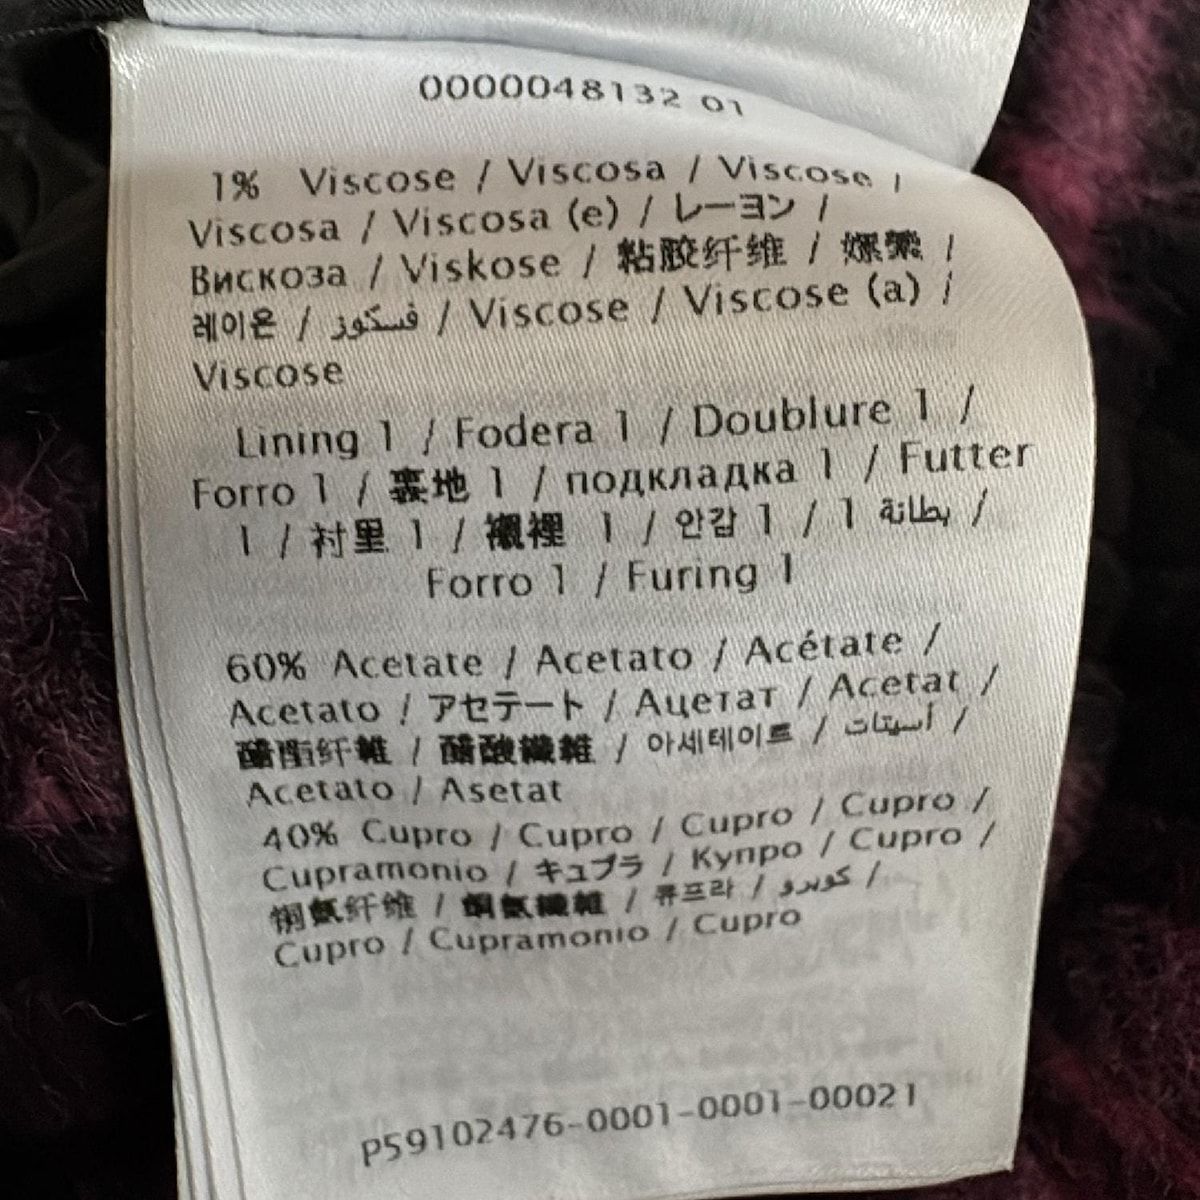 0000048132 01
1% Viscose / Viscosa / Viscose /
Viscosa / Viscosa (e) / レーヨン /
Вискоза / Viskose / 粘胶纤维 / 嫘縈 /
레이온 / فسكوز / Viscose / Viscose (a) /
Viscose
Lining 1 / Fodera 1 / Doublure 1 /
Forro 1 / 裏地 1 / подкладка 1 / Futter
1 / 衬里 1 / 襯裡 1 / 안감 1 / 1 بطانة /
Forro 1 / Furing 1
60% Acetate / Acetato / Acétate /
Acetato / アセテート / Ацетат / Acetat /
醋酯纤維 / 醋酸纖維 / 아세테이트 / أسيتات /
Acetato / Asetat
40% Cupro / Cupro / Cupro / Cupro /
Cupramonio / キュプラ / Купро / Cupro /
铜氨纤维 / 銅氨纖維 / 큐프라 / كوبرو /
Cupro / Cupramonio / Cupro
P59102476-0001-0001-00021